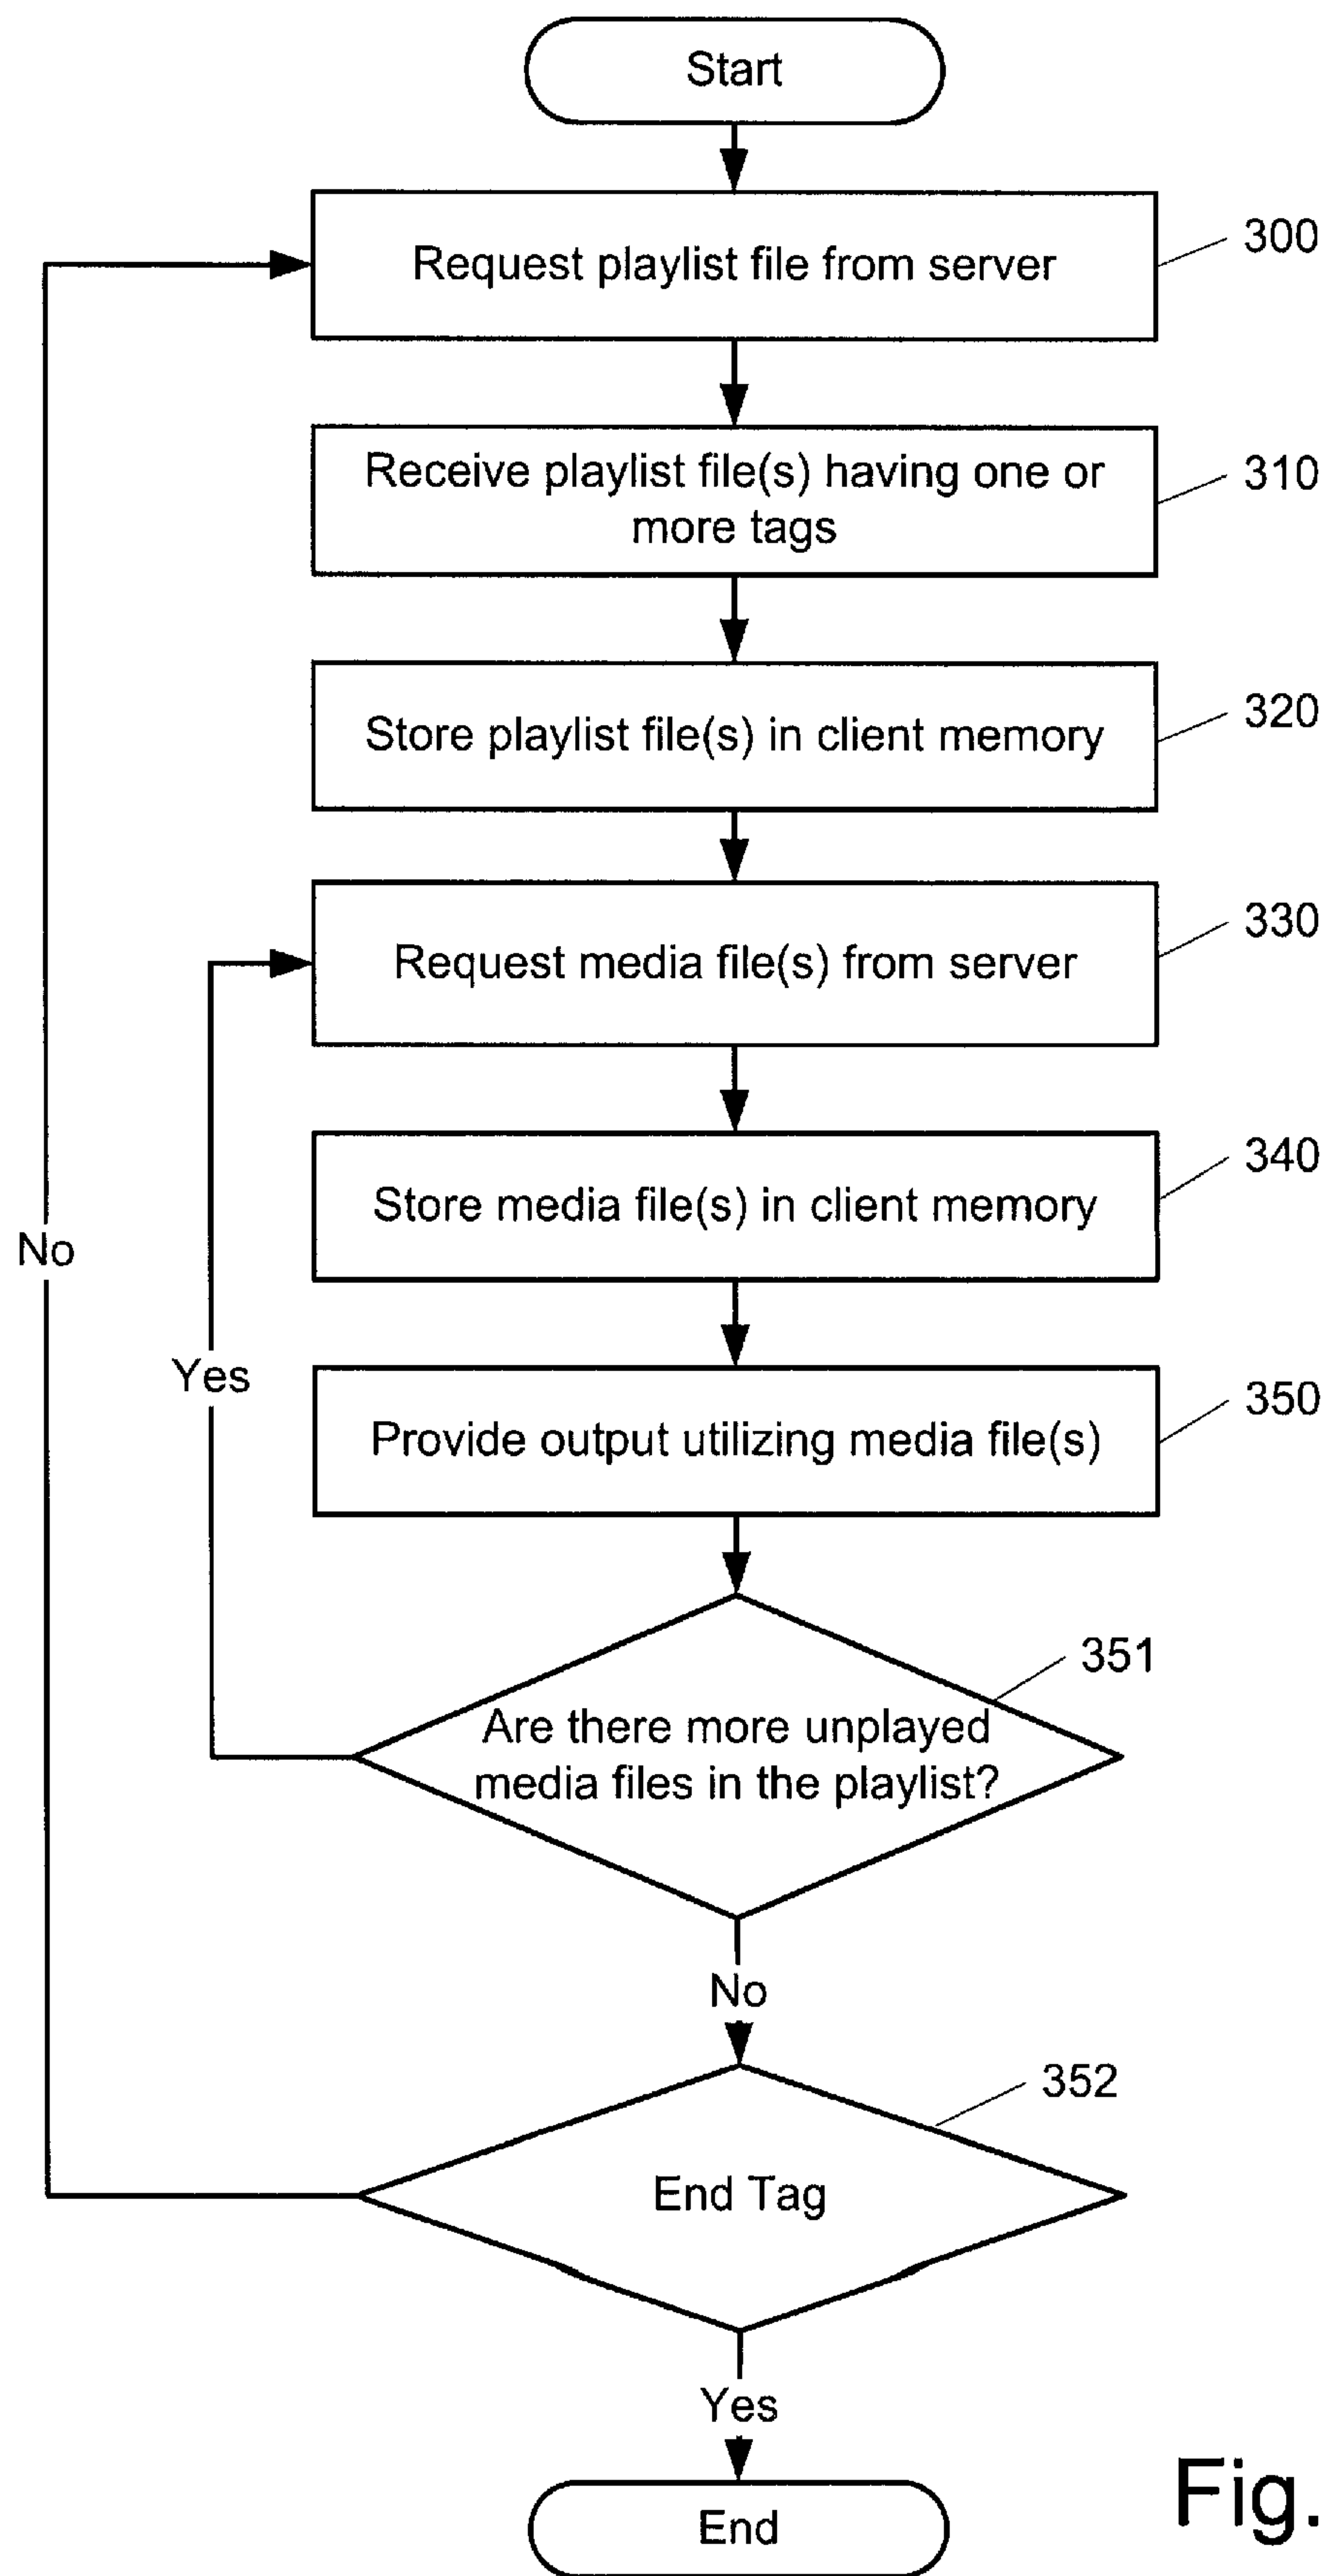 Start
Request playlist file from server
300
Receive playlist file(s) having one or
more tags
310
Store playlist file(s) in client memory
320
Request media file(s) from server
330
Store media file(s) in client memory
340
No
Yes
Provide output utilizing media file(s)
350
351
Are there more unplayed
media files in the playlist?
No
352
End Tag
Yes
End
Fig.